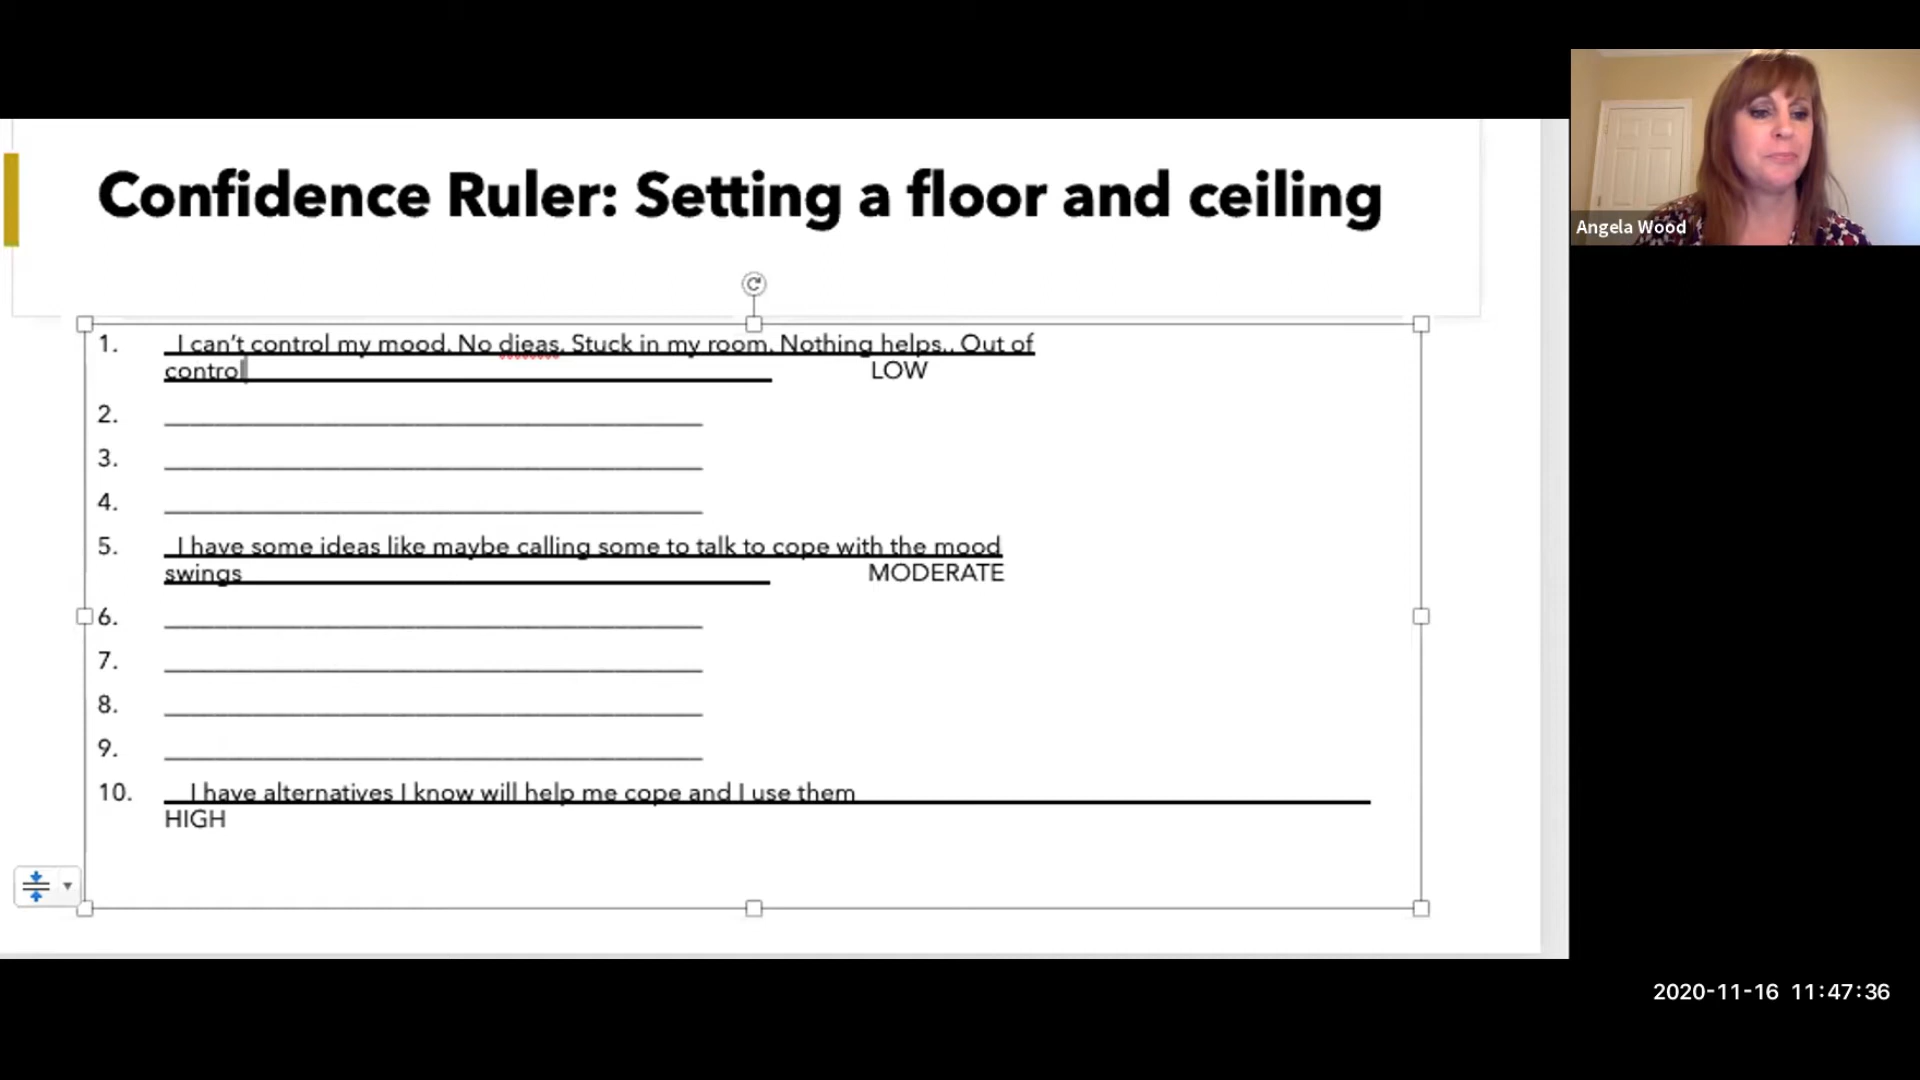 Confidence Ruler: Setting a floor and ceiling
Angela Wood
1. I can't control my mood. No dieas. Stuck in my room. Nothing helps.. Out of
control LOW
2.
3.
4.
5. I have some ideas like maybe calling some to talk to cope with the mood
swings MODERATE
6.
7.
8.
9.
10. I have alternatives I know will help me cope and I use them
HIGH
2020-11-16 11:47:36